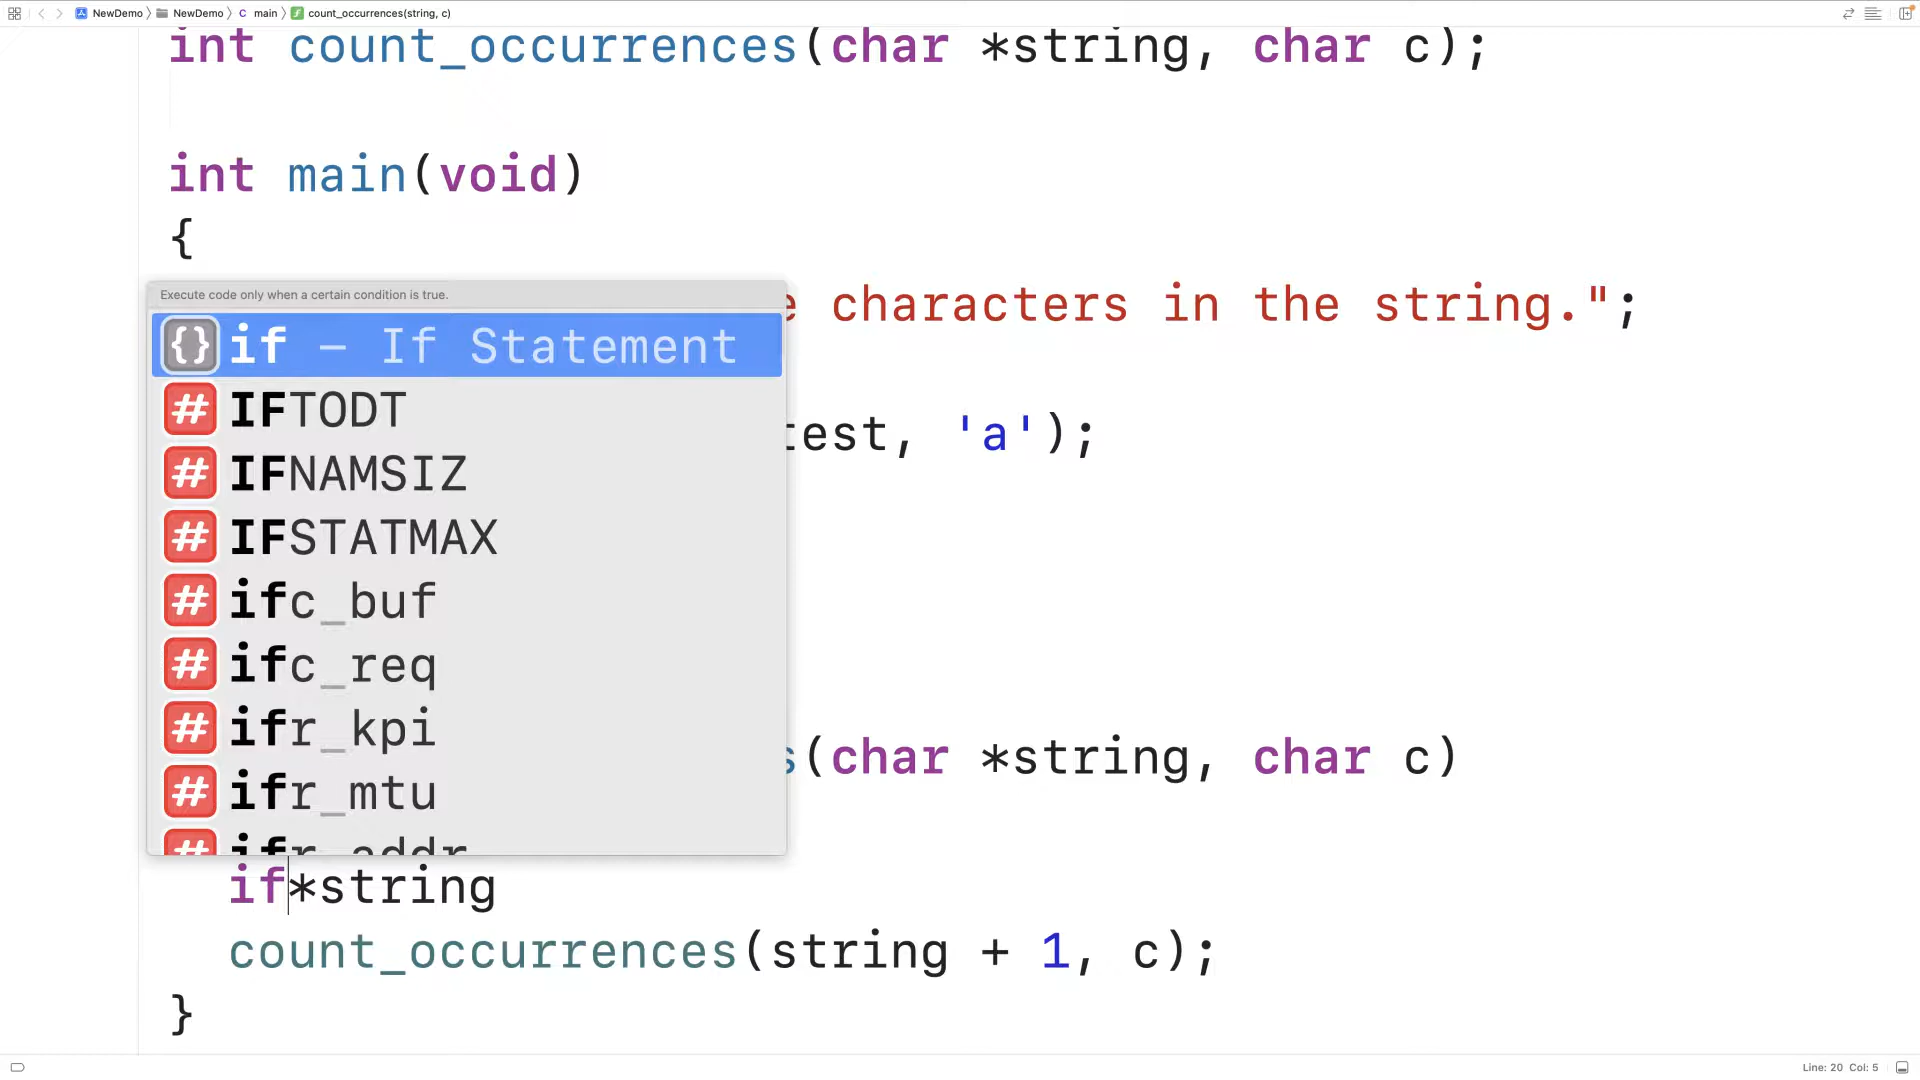 NewDemo NewDemo C main f count_occurrences(string, c)
int count_occurrences(char *string, char c);
int main(void)
{
Execute code only when a certain condition is true.
characters in the string.";
{} if — If Statement
# IFTODT
test, 'a');
# IFNAMSIZ
# IFSTATMAX
# ifc_buf
# ifc_req
# ifr_kpi
s(char *string, char c)
# ifr_mtu
# ifr_addr
if*string
count_occurrences(string + 1, c);
}
Line: 20 Col: 5